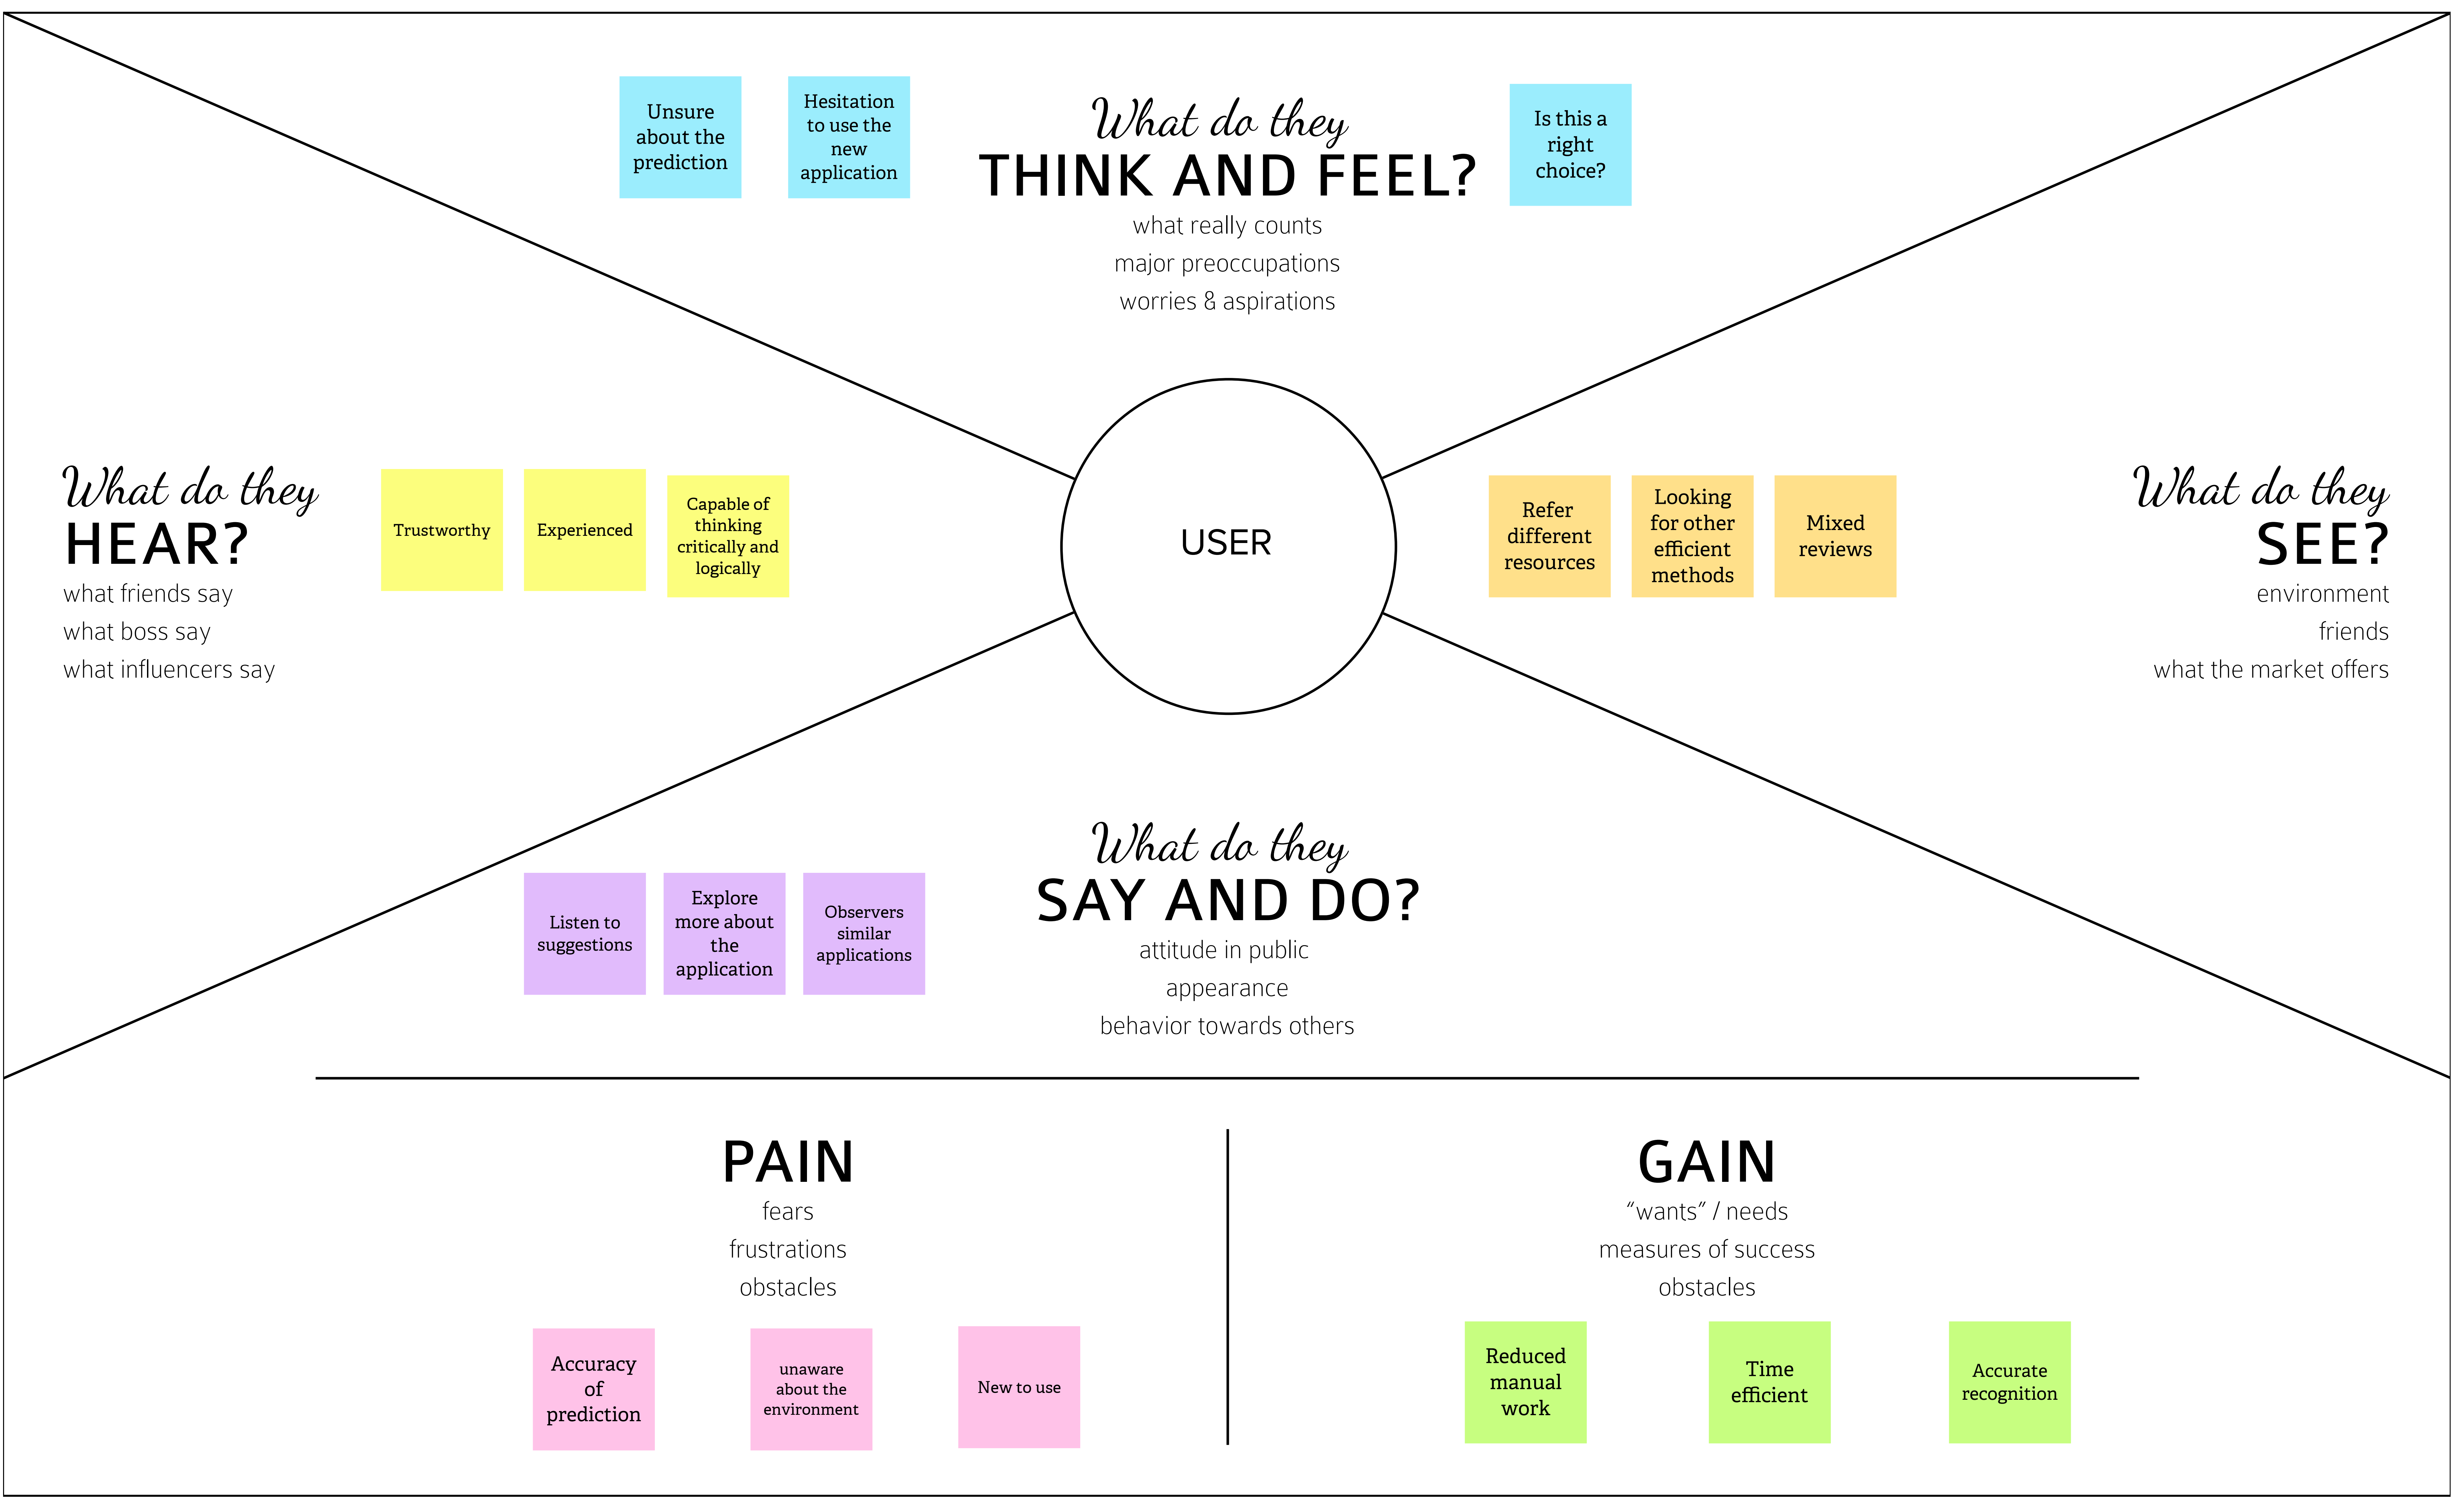 Unsure
about the
prediction
Hesitation
to use the
new
application
What do they
THINK AND FEEL?
what really counts
major preoccupations
worries & aspirations
Is this a
right
choice?
What do they
HEAR?
what friends say
what boss say
what influencers say
Trustworthy
Experienced
Capable of
thinking
critically and
logically
USER
Refer
different
resources
Looking
for other
efficient
methods
Mixed
reviews
What do they
SEE?
environment
friends
what the market offers
Listen to
suggestions
Explore
more about
the
application
Observers
similar
applications
What do they
SAY AND DO?
attitude in public
appearance
behavior towards others
PAIN
fears
frustrations
obstacles
Accuracy
of
prediction
unaware
about the
environment
New to use
GAIN
“wants” / needs
measures of success
obstacles
Reduced
manual
work
Time
efficient
Accurate
recognition